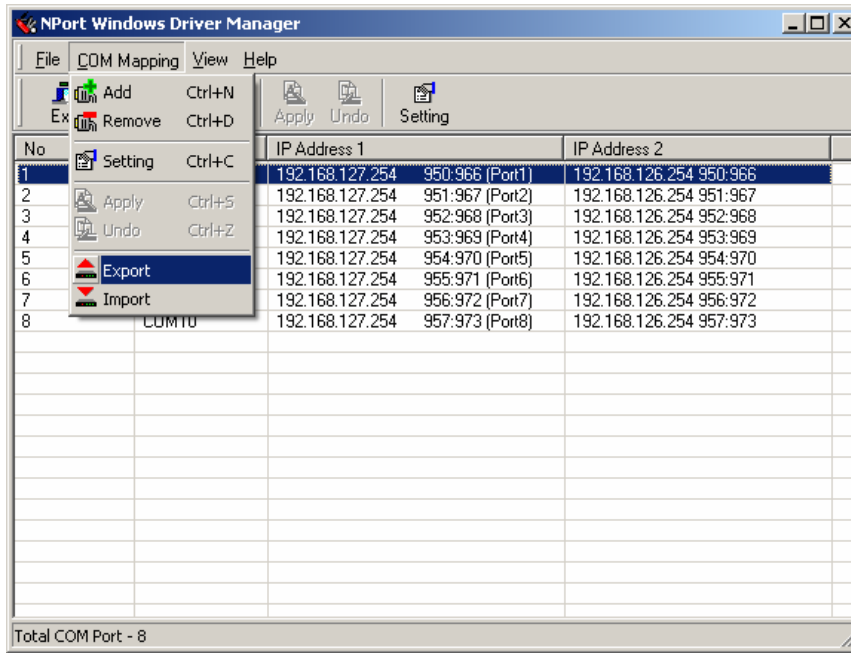 NPort Windows Driver Manager
File COM Mapping View Help
Ex Apply Undo Setting
Add Ctrl+N
Remove Ctrl+D
Setting Ctrl+C
Apply Ctrl+S
Undo Ctrl+Z
Export
Import
No IP Address 1 IP Address 2
1 192.168.127.254 950:966 (Port1) 192.168.126.254 950:966
2 192.168.127.254 951:967 (Port2) 192.168.126.254 951:967
3 192.168.127.254 952:968 (Port3) 192.168.126.254 952:968
4 192.168.127.254 953:969 (Port4) 192.168.126.254 953:969
5 192.168.127.254 954:970 (Port5) 192.168.126.254 954:970
6 192.168.127.254 955:971 (Port6) 192.168.126.254 955:971
7 192.168.127.254 956:972 (Port7) 192.168.126.254 956:972
8 COM10 192.168.127.254 957:973 (Port8) 192.168.126.254 957:973
Total COM Port - 8